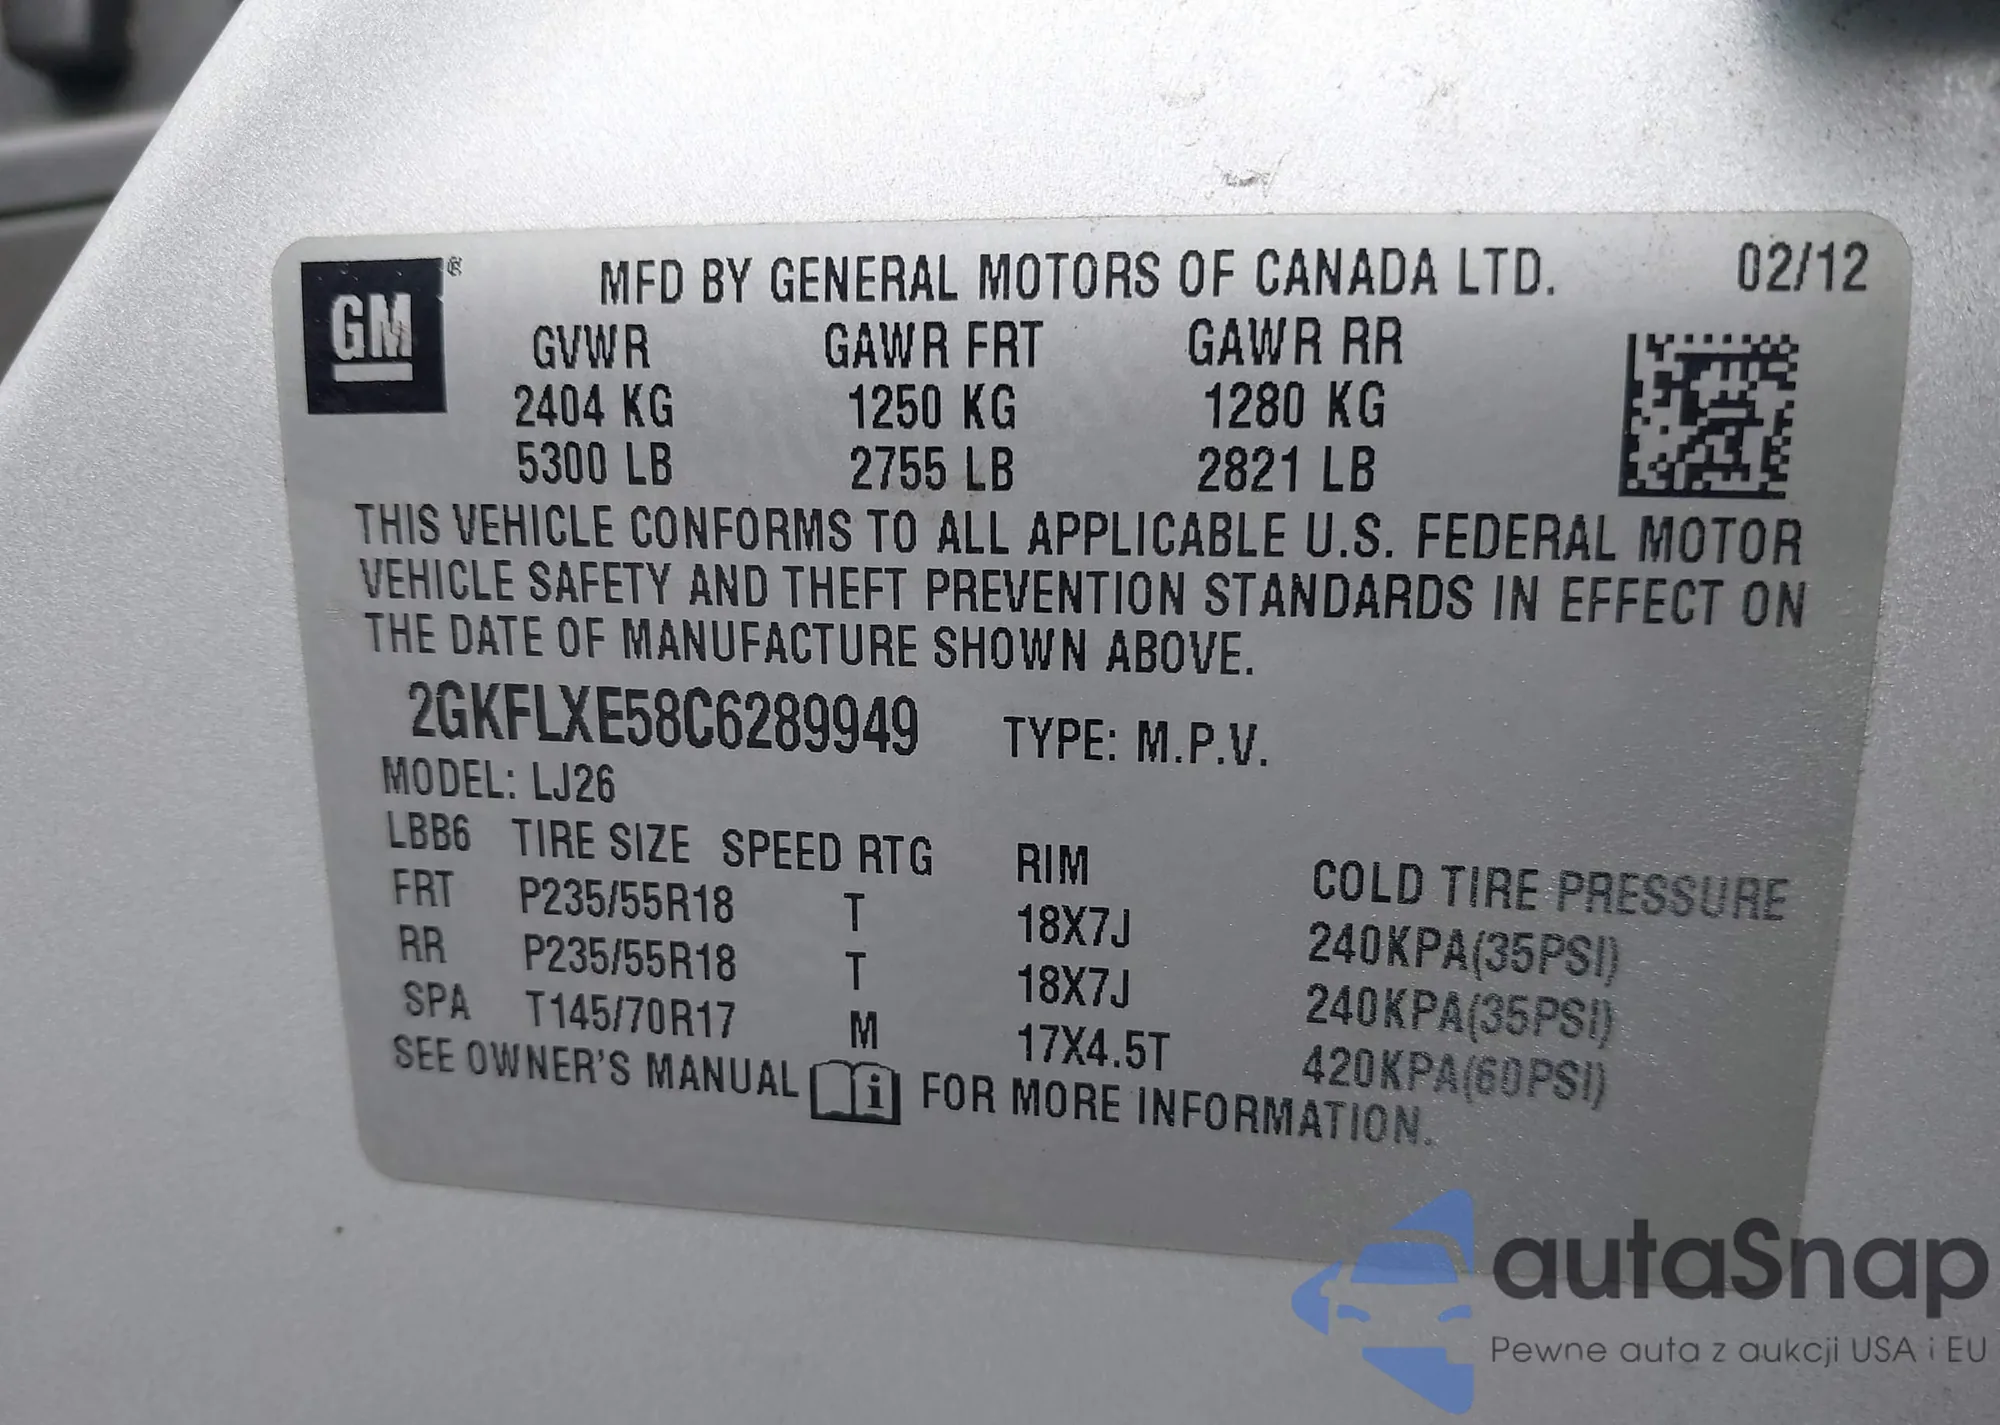 GM ®
MFD BY GENERAL MOTORS OF CANADA LTD. 02/12
GVWR GAWR FRT GAWR RR
2404 KG 1250 KG 1280 KG
5300 LB 2755 LB 2821 LB
THIS VEHICLE CONFORMS TO ALL APPLICABLE U.S. FEDERAL MOTOR
VEHICLE SAFETY AND THEFT PREVENTION STANDARDS IN EFFECT ON
THE DATE OF MANUFACTURE SHOWN ABOVE.
2GKFLXE58C6289949 TYPE: M.P.V.
MODEL: LJ26
LBB6 TIRE SIZE SPEED RTG RIM COLD TIRE PRESSURE
FRT P235/55R18 T 18X7J 240KPA(35PSI)
RR P235/55R18 T 18X7J 240KPA(35PSI)
SPA T145/70R17 M 17X4.5T 420KPA(60PSI)
SEE OWNER'S MANUAL i FOR MORE INFORMATION.
autaSnap
Pewne auta z aukcji USA i EU